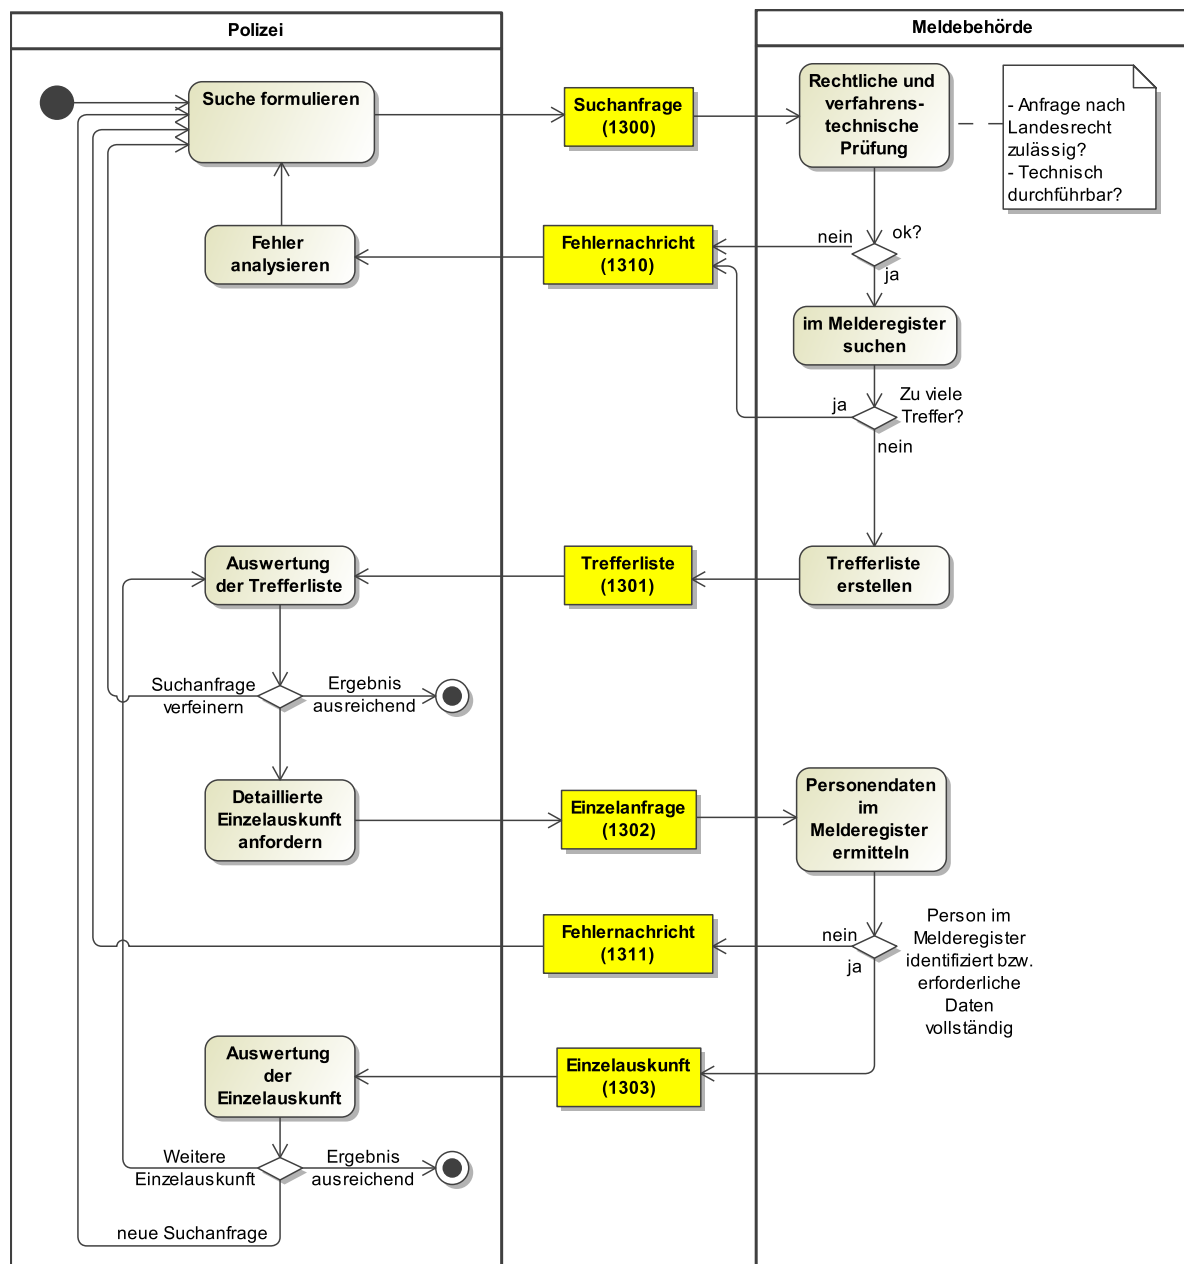 Polizei
Meldebehörde
Suche formulieren
Suchanfrage
(1300)
Rechtliche und
verfahrens-
technische
Prüfung
- Anfrage nach
Landesrecht
zulässig?
- Technisch
durchführbar?
Fehler
analysieren
Fehlernachricht
(1310)
nein
ok?
ja
im Melderegister
suchen
ja
Zu viele
Treffer?
nein
Auswertung
der Trefferliste
Trefferliste
(1301)
Trefferliste
erstellen
Suchanfrage
verfeinern
Ergebnis
ausreichend
Detaillierte
Einzelauskunft
anfordern
Einzelanfrage
(1302)
Personendaten
im
Melderegister
ermitteln
Fehlernachricht
(1311)
nein
ja
Person im
Melderegister
identifiziert bzw.
erforderliche
Daten
vollständig
Auswertung
der
Einzelauskunft
Einzelauskunft
(1303)
Weitere
Einzelauskunft
Ergebnis
ausreichend
neue Suchanfrage